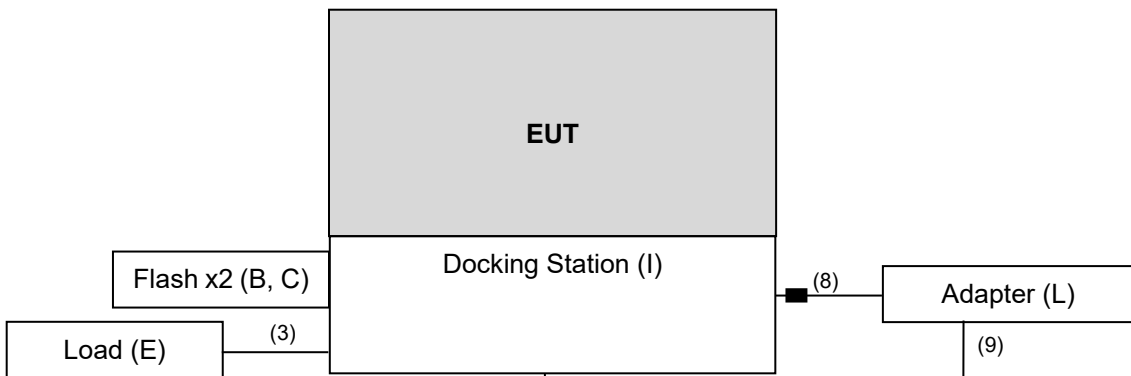 EUT
Docking Station (I)
Flash x2 (B, C)
(8)
Adapter (L)
(3)
Load (E)
(9)